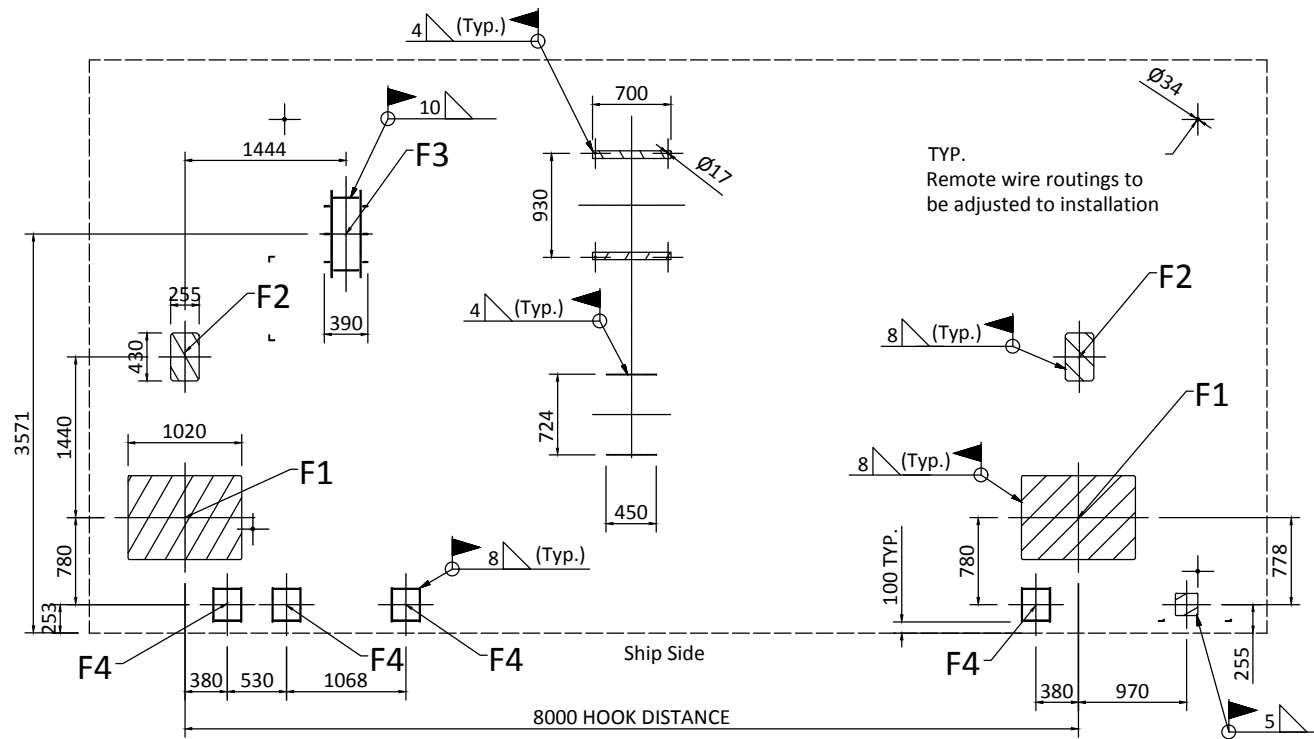 4 (Typ.)
10
700
Ø34
1444
F3
Ø17
TYP.
Remote wire routings to
be adjusted to installation
930
255
F2
390
4 (Typ.)
8 (Typ.)
F2
430
3571
1440
724
1020
F1
8 (Typ.)
F1
450
780
8 (Typ.)
100 TYP.
780
778
253
F4
F4
F4
Ship Side
F4
255
380
530
1068
380
970
8000 HOOK DISTANCE
5